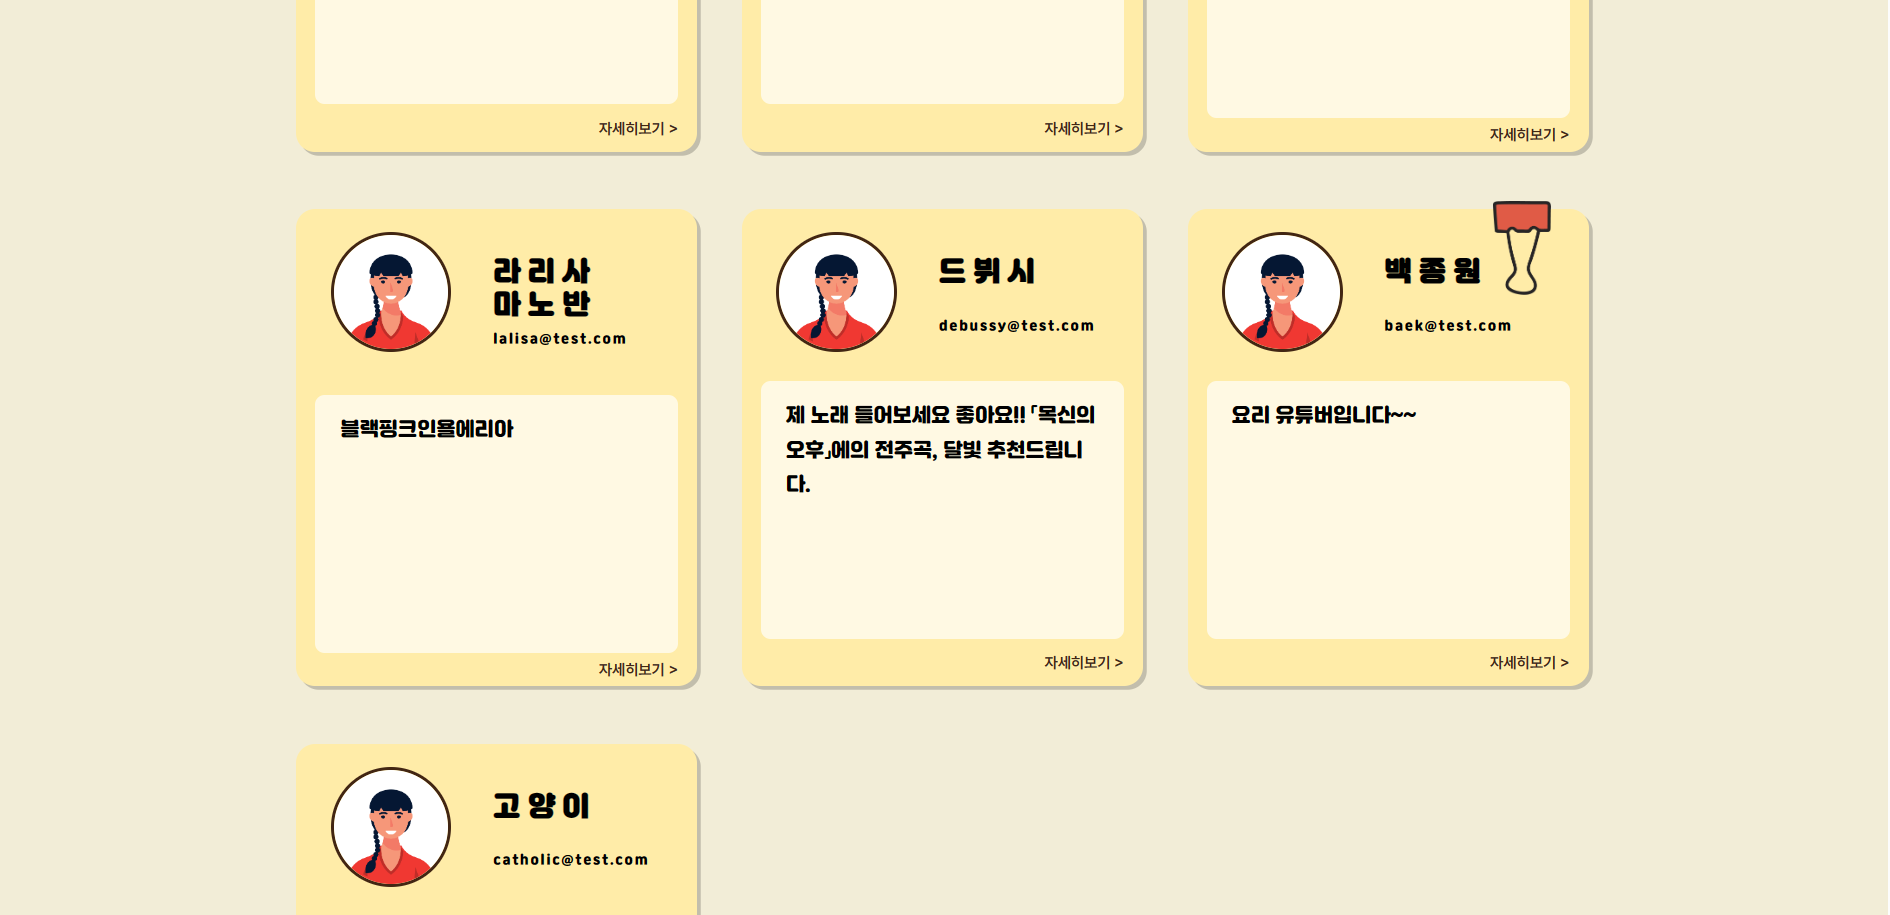 자세히보기 >
자세히보기 >
자세히보기 >
라리사
마노반
lalisa@test.com
블랙핑크인욜에리아
자세히보기 >
드뷔시
debussy@test.com
제 노래 들어보세요 좋아요!! 「목신의
오후」에의 전주곡, 달빛 추천드립니
다.
자세히보기 >
백종원
baek@test.com
요리 유튜버입니다~~
자세히보기 >
고양이
catholic@test.com